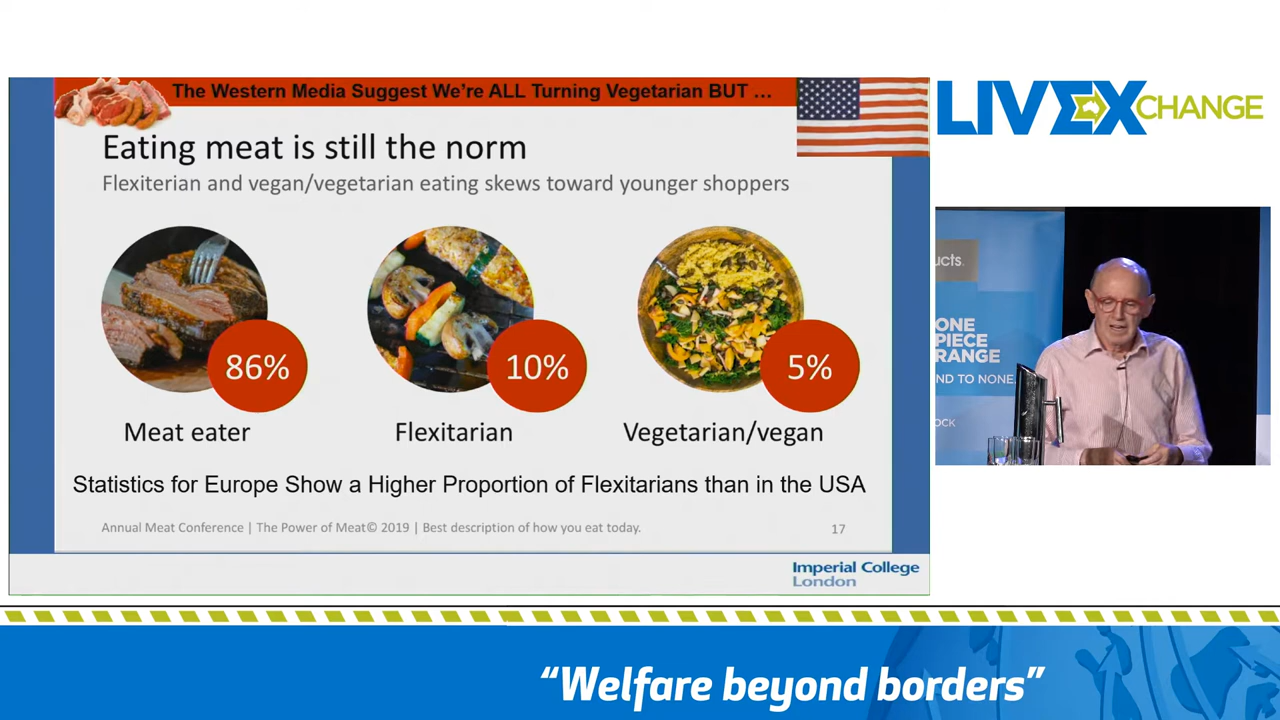 The Western Media Suggest We're ALL Turning Vegetarian BUT ...
Eating meat is still the norm
Flexiterian and vegan/vegetarian eating skews toward younger shoppers
86%
10%
5%
Meat eater
Flexitarian
Vegetarian/vegan
Statistics for Europe Show a Higher Proportion of Flexitarians than in the USA
Annual Meat Conference | The Power of Meat© 2019 | Best description of how you eat today.
17
Imperial College
London
LIVEXCHANGE
ucts.
ONE
PIECE
RANGE
ND TO NONE.
OCK
“Welfare beyond borders”